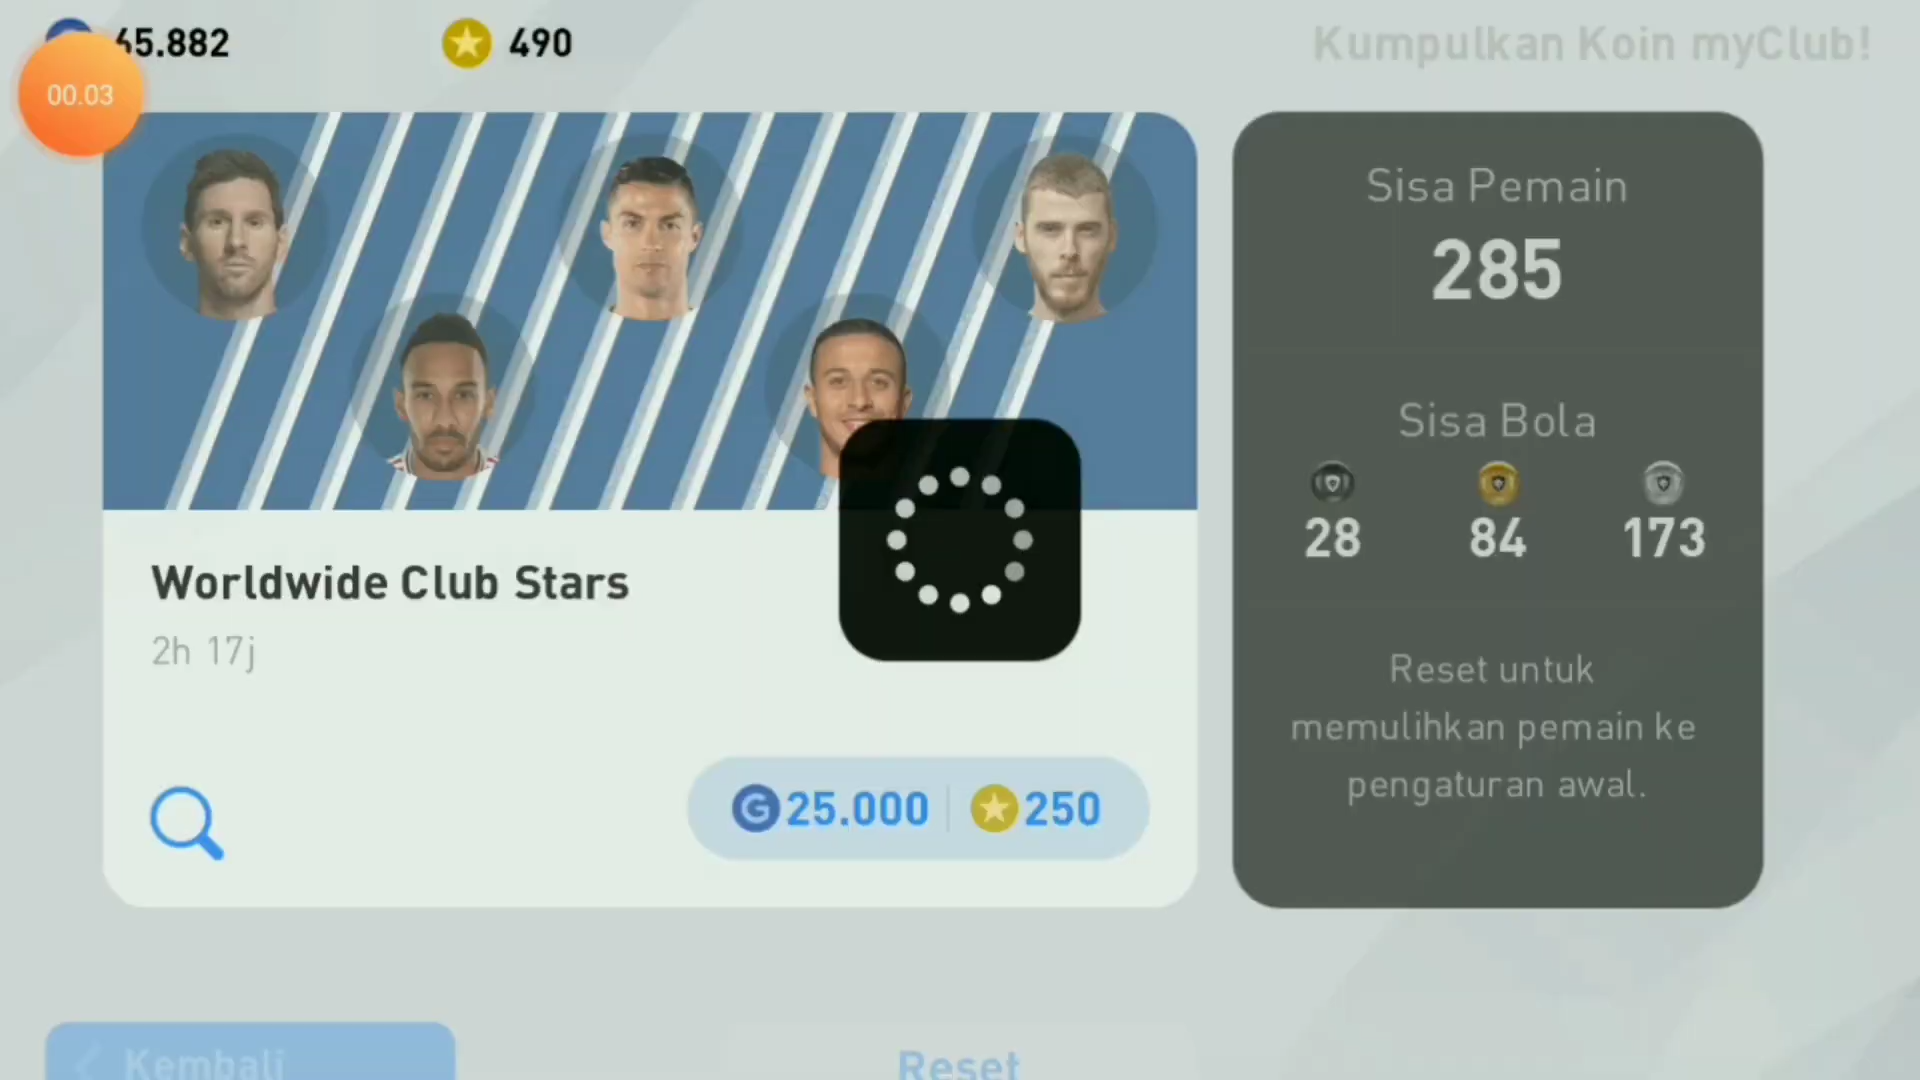 65.882
490
Kumpulkan Koin myClub!
00.03
Sisa Pemain
285
Sisa Bola
28
84
173
Worldwide Club Stars
2h 17j
Reset untuk
memulihkan pemain ke
pengaturan awal.
G 25.000
250
Kembali
Reset